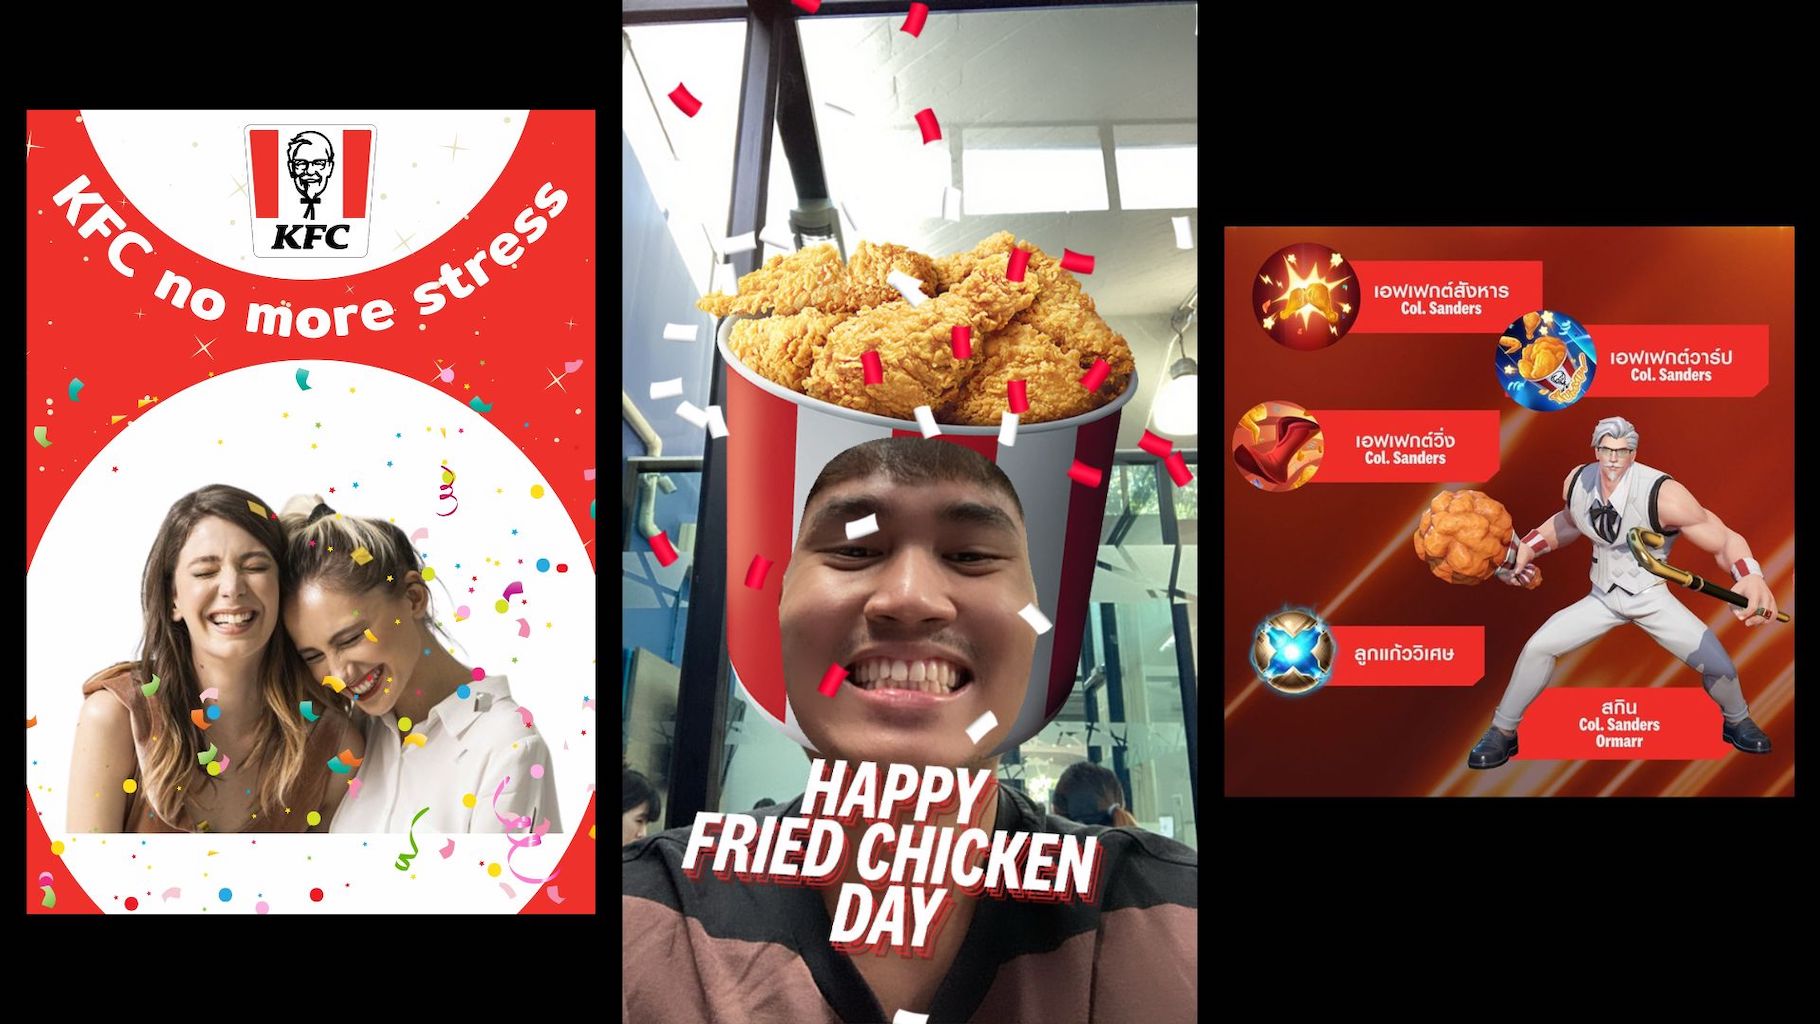 KFC
KFC no more stress
HAPPY
FRIED CHICKEN
DAY
เอฟเฟกต์สังหาร
Col. Sanders
เอฟเฟกต์วาร์ป
Col. Sanders
เอฟเฟกต์วิ่ง
Col. Sanders
ลูกแก้ววิเศษ
สกิน
Col. Sanders
Ormarr